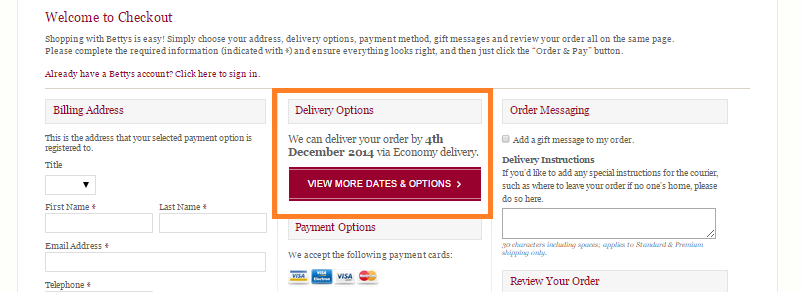 Welcome to Checkout
Shopping with Bettys is easy! Simply choose your address, delivery options, payment method, gift messages and review your order all on the same page.
Please complete the required information (indicated with *) and ensure everything looks right, and then just click the “Order & Pay” button.
Already have a Bettys account? Click here to sign in.
Billing Address
This is the address that your selected payment option is
registered to.
Title
First Name * Last Name *
Email Address *
Telephone *
Delivery Options
We can deliver your order by 4th
December 2014 via Economy delivery.
VIEW MORE DATES & OPTIONS >
Payment Options
We accept the following payment cards:
VISA VISA Electron VISA MasterCard
Order Messaging
Add a gift message to my order.
Delivery Instructions
If you'd like to add any special instructions for the courier,
such as where to leave your order if no one's home, please
do so here.
30 characters including spaces; applies to Standard & Premium
shipping only.
Review Your Order